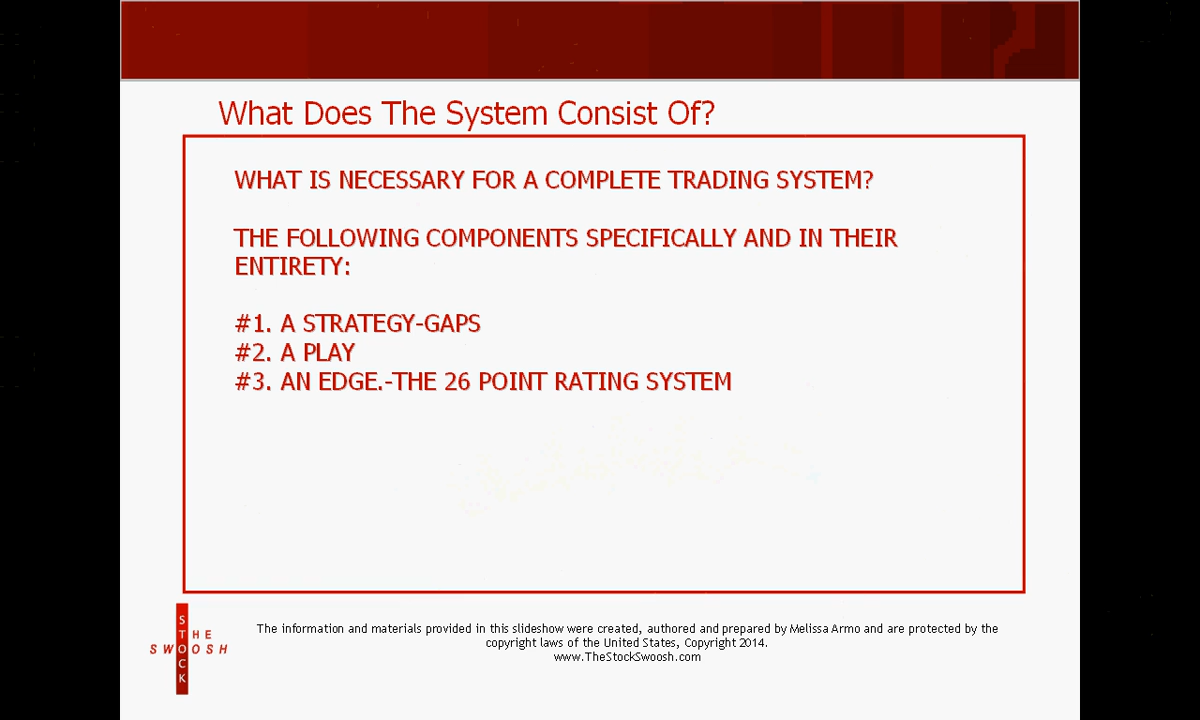 What Does The System Consist Of?
WHAT IS NECESSARY FOR A COMPLETE TRADING SYSTEM?
THE FOLLOWING COMPONENTS SPECIFICALLY AND IN THEIR
ENTIRETY:
#1. A STRATEGY-GAPS
#2. A PLAY
#3. AN EDGE.-THE 26 POINT RATING SYSTEM
THE
STOCK
SWOOSH
The information and materials provided in this slideshow were created, authored and prepared by Melissa Armo and are protected by the
copyright laws of the United States, Copyright 2014.
www.TheStockSwoosh.com